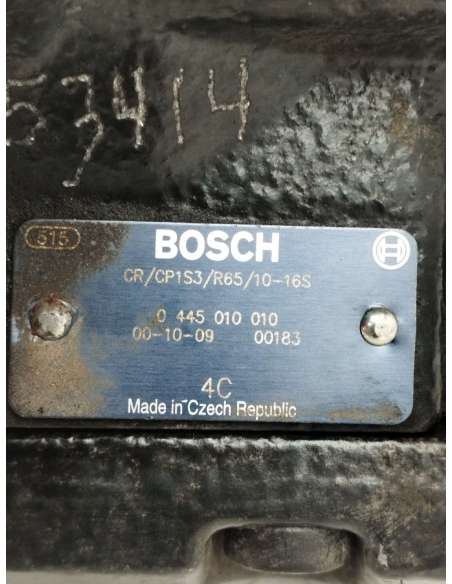 53414
515
BOSCH
CR/CP1S3/R65/10-16S
0 445 010 010
00-10-09 00183
4C
Made in Czech Republic